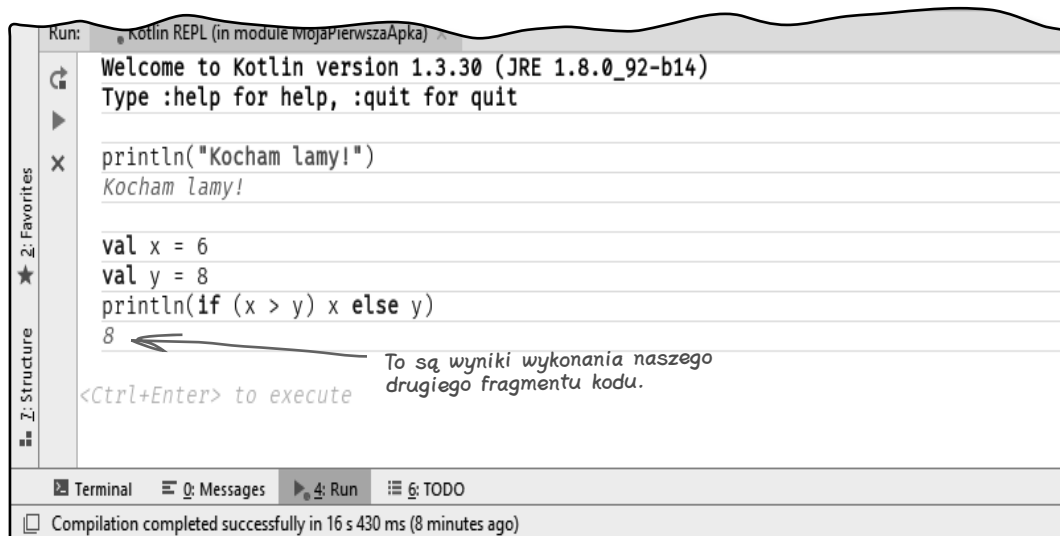 Run: Kotlin REPL (in module MojaPierwszaApka)
Welcome to Kotlin version 1.3.30 (JRE 1.8.0_92-b14)
Type :help for help, :quit for quit
println("Kocham lamy!")
Kocham lamy!
val x = 6
val y = 8
println(if (x > y) x else y)
8
To są wyniki wykonania naszego
drugiego fragmentu kodu.
<Ctrl+Enter> to execute
2: Favorites
7: Structure
Terminal 0: Messages 4: Run 6: TODO
Compilation completed successfully in 16 s 430 ms (8 minutes ago)